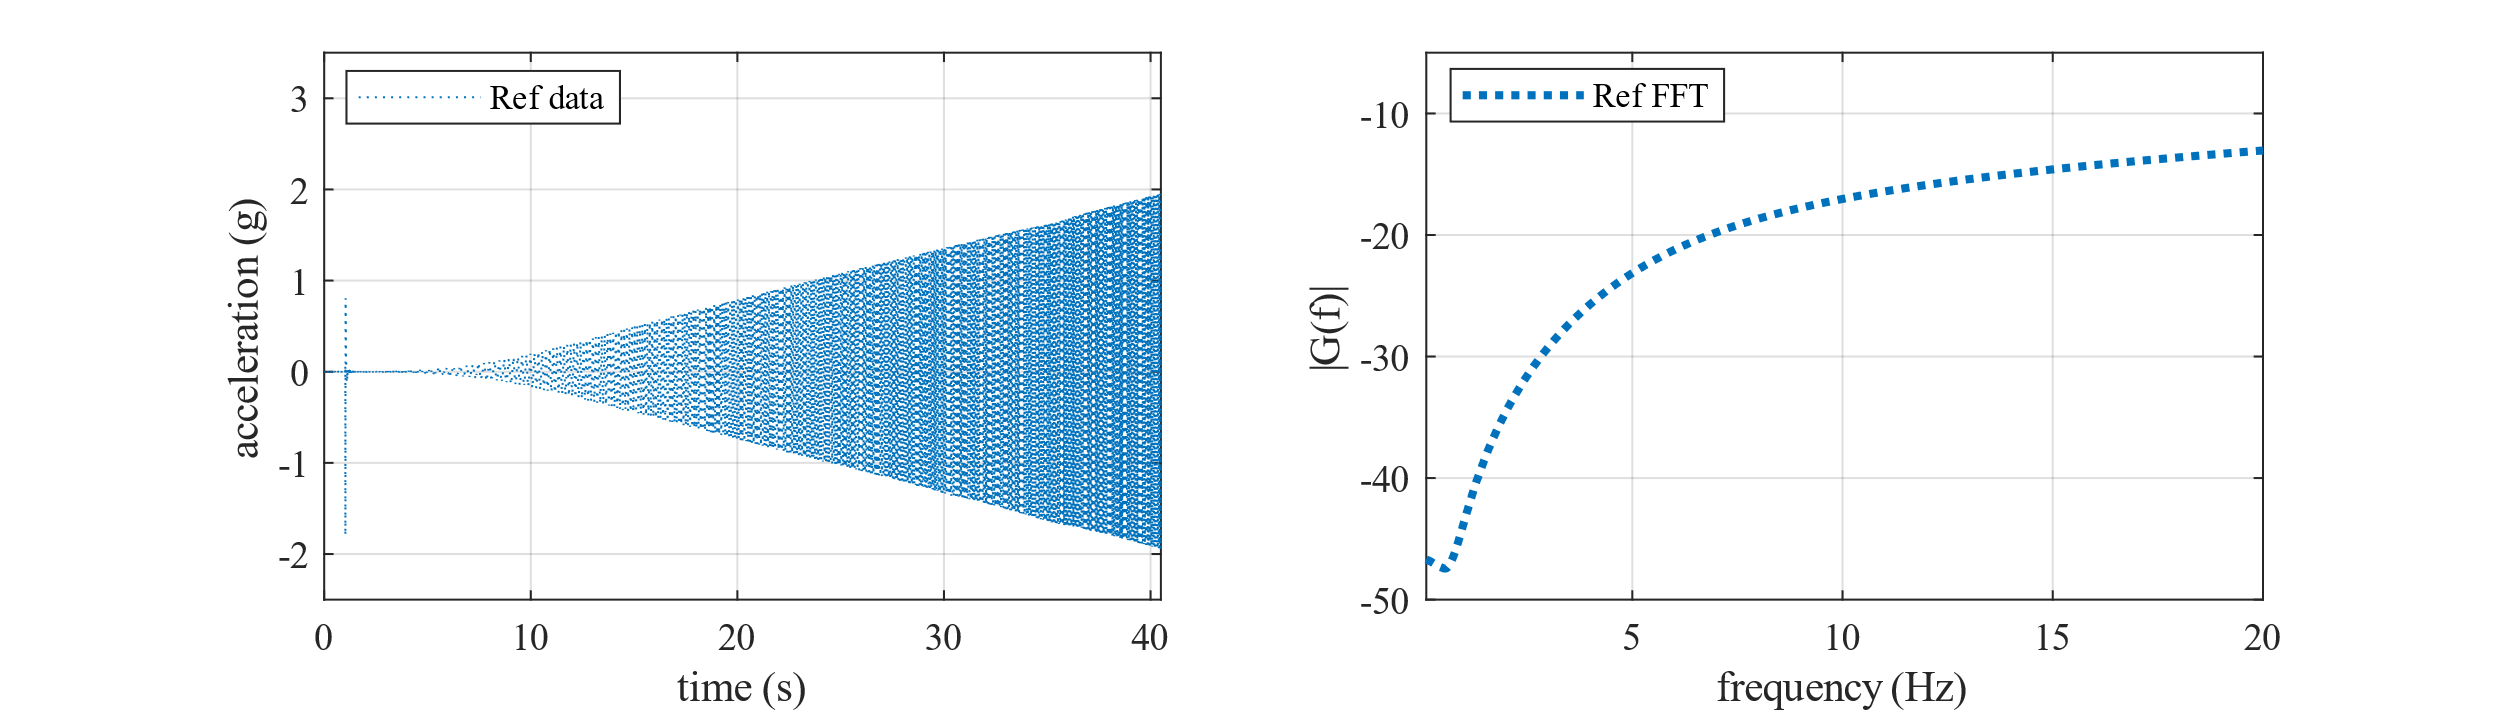 Ref data
3
2
1
0
-1
-2
acceleration (g)
0 10 20 30 40
time (s)
Ref FFT
-10
-20
-30
-40
-50
|G(f)|
5 10 15 20
frequency (Hz)